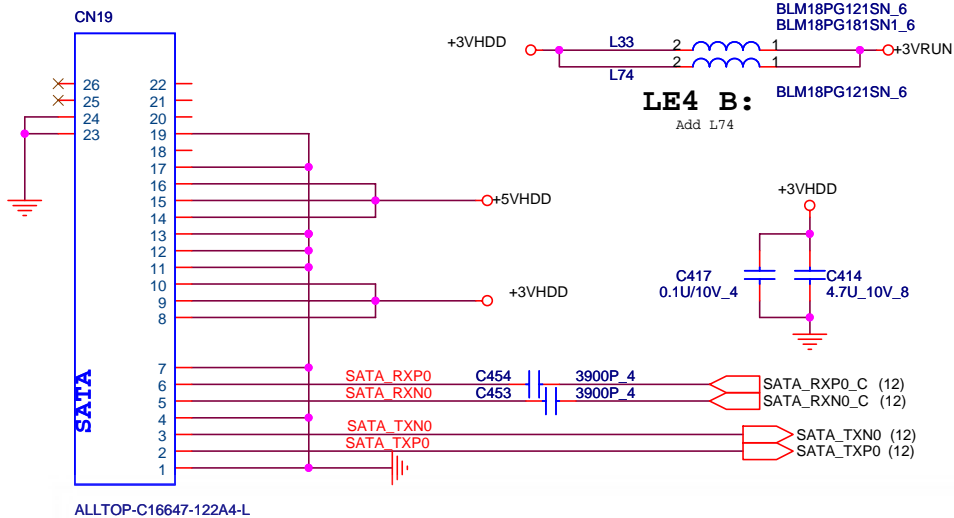 CN19
BLM18PG121SN_6
BLM18PG181SN1_6
+3VHDD
L33
2
1
+3VRUN
2
1
L74
BLM18PG121SN_6
LE4 B:
Add L74
26
25
24
23
22
21
20
19
18
17
16
15
14
13
12
11
10
9
8
7
6
5
4
3
2
1
SATA
+5VHDD
+3VHDD
+3VHDD
C417
0.1U/10V_4
C414
4.7U_10V_8
SATA_RXP0
C454
3900P_4
SATA_RXP0_C (12)
SATA_RXN0
C453
3900P_4
SATA_RXN0_C (12)
SATA_TXN0
SATA_TXN0 (12)
SATA_TXP0
SATA_TXP0 (12)
ALLTOP-C16647-122A4-L